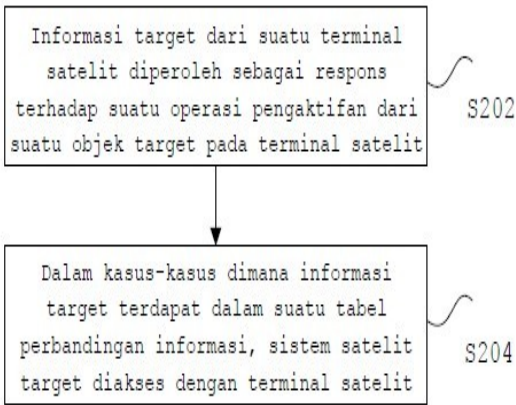 Informasi target dari suatu terminal
satelit diperoleh sebagai respons
terhadap suatu operasi pengaktifan dari
suatu objek target pada terminal satelit
S202
Dalam kasus-kasus dimana informasi
target terdapat dalam suatu tabel
perbandingan informasi, sistem satelit
target diakses dengan terminal satelit
S204